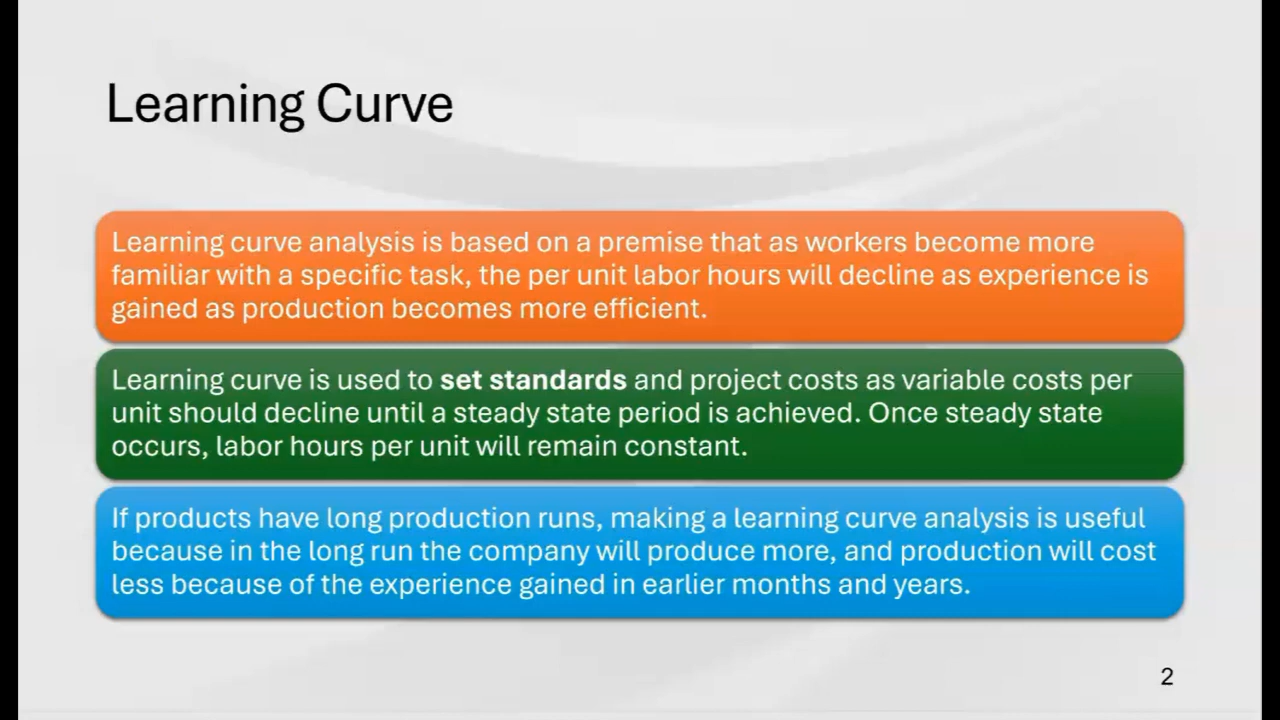 Learning Curve
Learning curve analysis is based on a premise that as workers become more
familiar with a specific task, the per unit labor hours will decline as experience is
gained as production becomes more efficient.
Learning curve is used to set standards and project costs as variable costs per
unit should decline until a steady state period is achieved. Once steady state
occurs, labor hours per unit will remain constant.
If products have long production runs, making a learning curve analysis is useful
because in the long run the company will produce more, and production will cost
less because of the experience gained in earlier months and years.
2